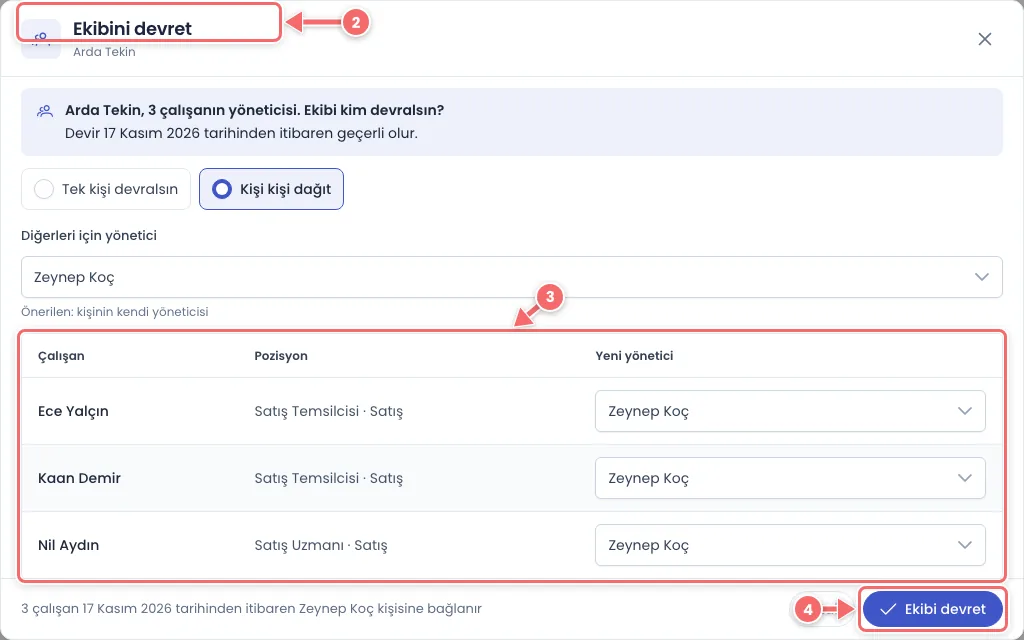 Ekibini devret
2
Arda Tekin
Arda Tekin, 3 çalışanın yöneticisi. Ekibi kim devralsın?
Devir 17 Kasım 2026 tarihinden itibaren geçerli olur.
Tek kişi devralsın
Kişi kişi dağıt
Diğerleri için yönetici
Zeynep Koç
3
Önerilen: kişinin kendi yöneticisi
Çalışan Pozisyon Yeni yönetici
Ece Yalçın Satış Temsilcisi · Satış Zeynep Koç
Kaan Demir Satış Temsilcisi · Satış Zeynep Koç
Nil Aydın Satış Uzmanı · Satış Zeynep Koç
3 çalışan 17 Kasım 2026 tarihinden itibaren Zeynep Koç kişisine bağlanır
4
Ekibi devret